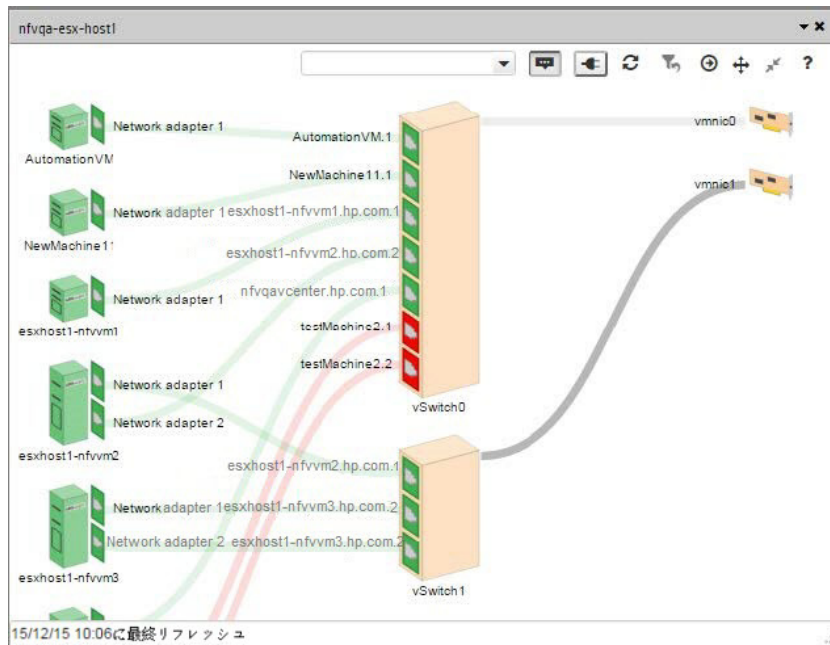 nfvqa-esx-host1
?
Network adapter 1
AutomationVM
AutomationVM.1
vmnic0
NewMachine11.1
vmnic1
Network adapter 1
esxhost1-nfvvm1.hp.com.1
NewMachine11
esxhost1-nfvvm2.hp.com.2
nfvqavcenter.hp.com.1
Network adapter 1
esxhost1-nfvvm1
testMachine2.1
testMachine2.2
Network adapter 1
vSwitch0
Network adapter 2
esxhost1-nfvvm2
esxhost1-nfvvm2.hp.com.1
Network adapter 1
esxhost1-nfvvm3.hp.com.2
Network adapter 2
esxhost1-nfvvm3.hp.com.2
esxhost1-nfvvm3
vSwitch1
15/12/15 10:06に最終リフレッシュ